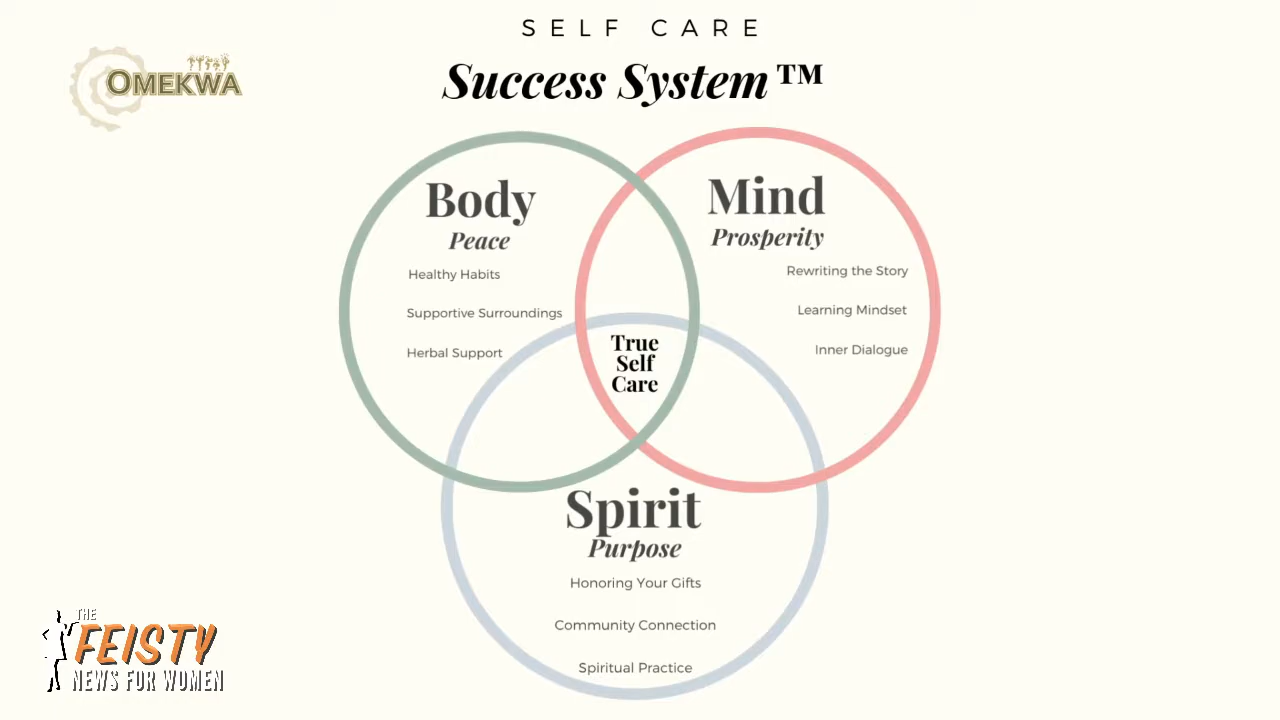 SELF CARE
Success System™
OMEKWA
Body
Peace
Healthy Habits
Supportive Surroundings
Herbal Support
Mind
Prosperity
Rewriting the Story
Learning Mindset
Inner Dialogue
True
Self
Care
Spirit
Purpose
Honoring Your Gifts
Community Connection
Spiritual Practice
THE
FEISTY
NEWS FOR WOMEN